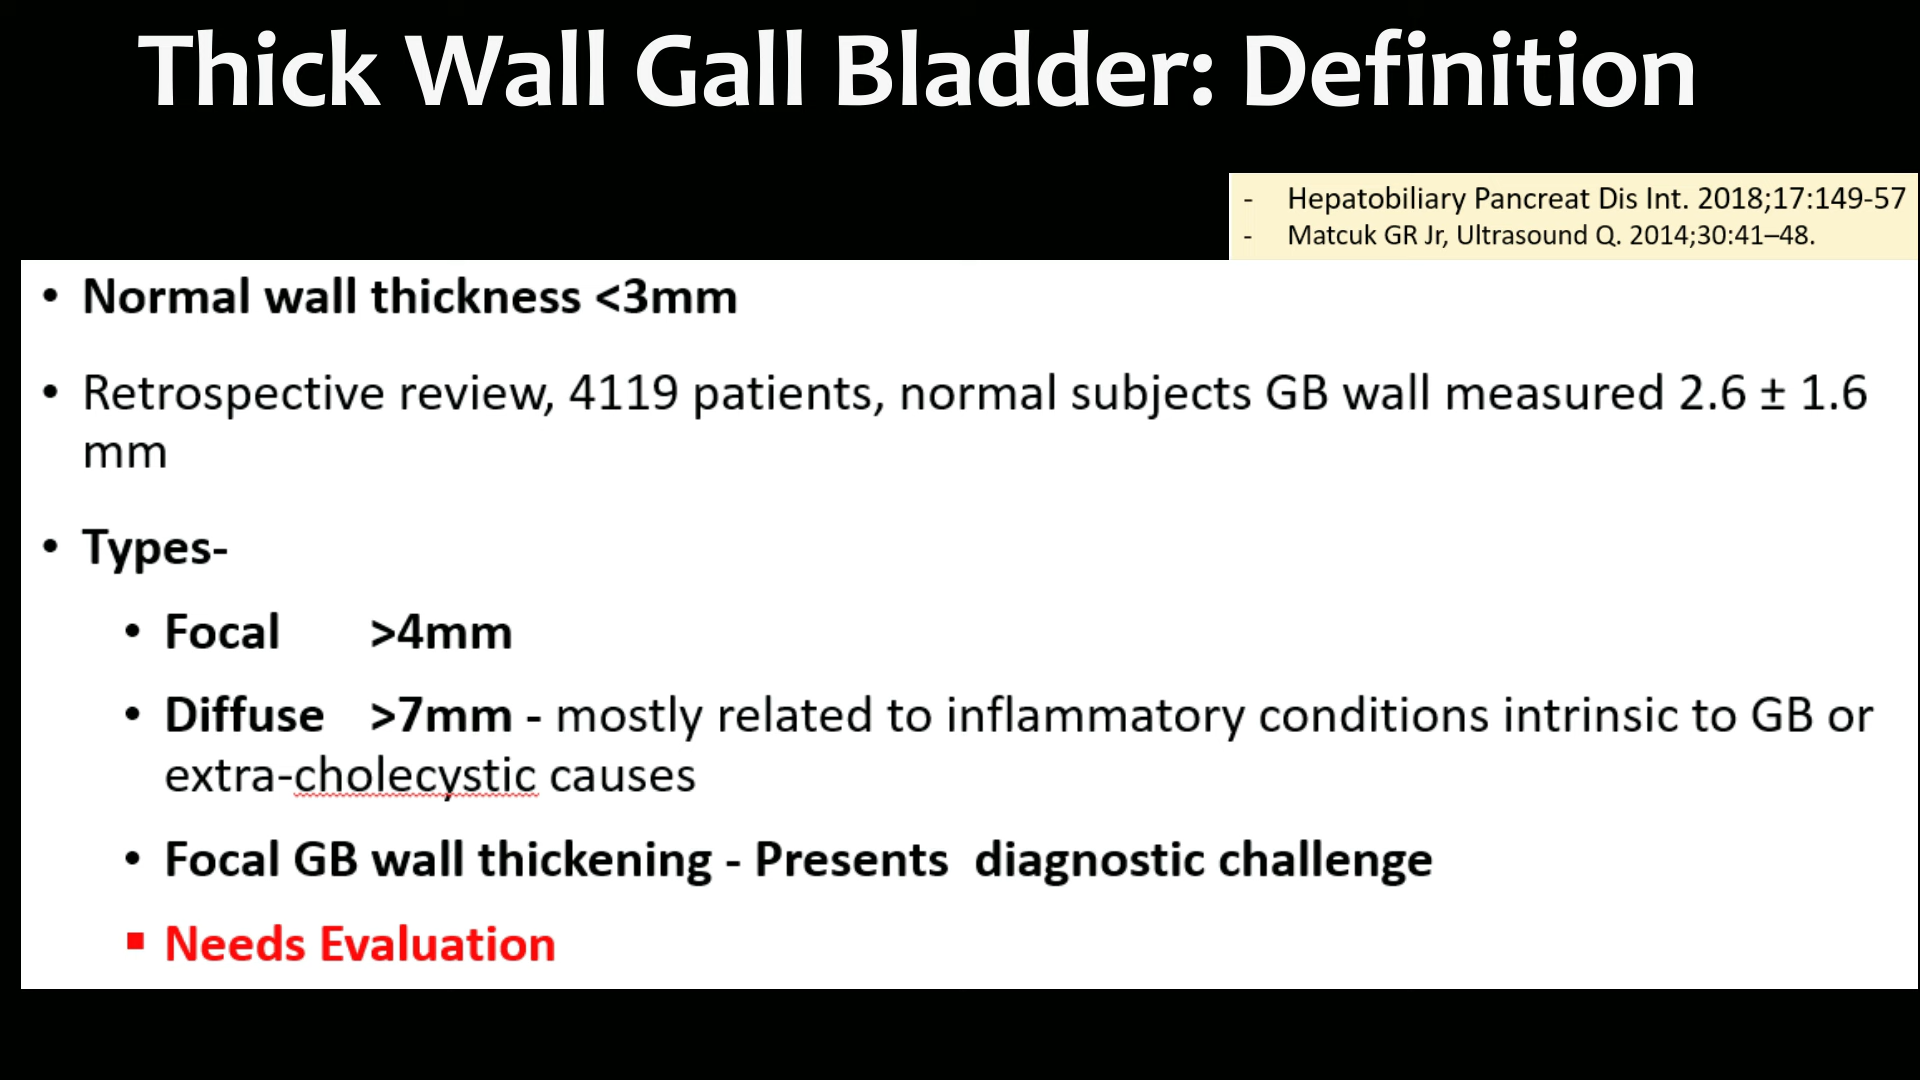 Thick Wall Gall Bladder: Definition
- Hepatobiliary Pancreat Dis Int. 2018;17:149-57
- Matcuk GR Jr, Ultrasound Q. 2014;30:41–48.
• Normal wall thickness <3mm
• Retrospective review, 4119 patients, normal subjects GB wall measured 2.6 ± 1.6
mm
• Types-
• Focal >4mm
• Diffuse >7mm - mostly related to inflammatory conditions intrinsic to GB or
extra-cholecystic causes
• Focal GB wall thickening - Presents diagnostic challenge
▪ Needs Evaluation